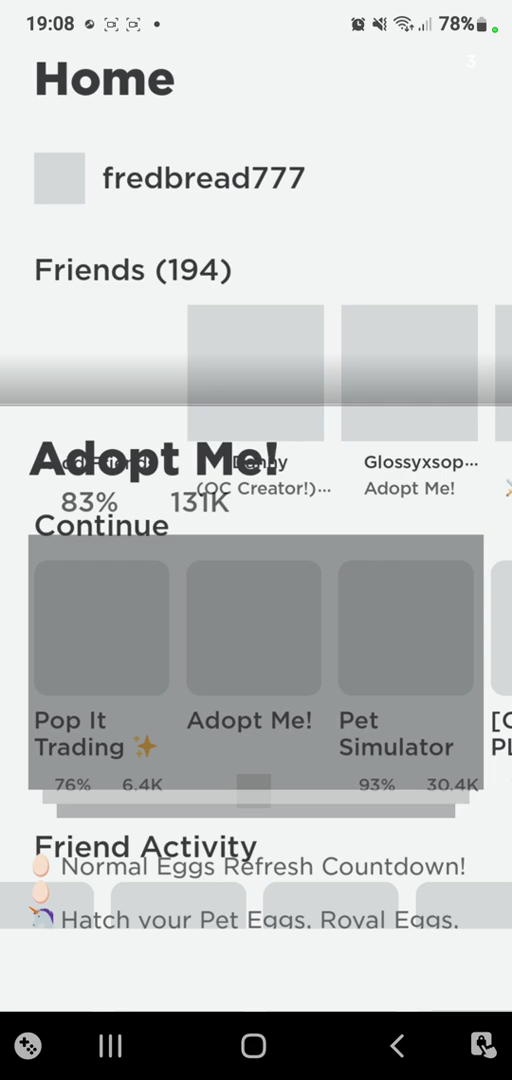 19:08
78%
3
Home
fredbread777
Friends (194)
Adopt Me!
Glossyxsop...
(OC Creator!)...
Adopt Me!
83% 131K
Continue
Pop It
Trading ✨
Adopt Me!
Pet
Simulator
76% 6.4K
93% 30.4K
Friend Activity
🥚 Normal Eggs Refresh Countdown!
🥚
🦄 Hatch your Pet Eggs, Royal Eggs,